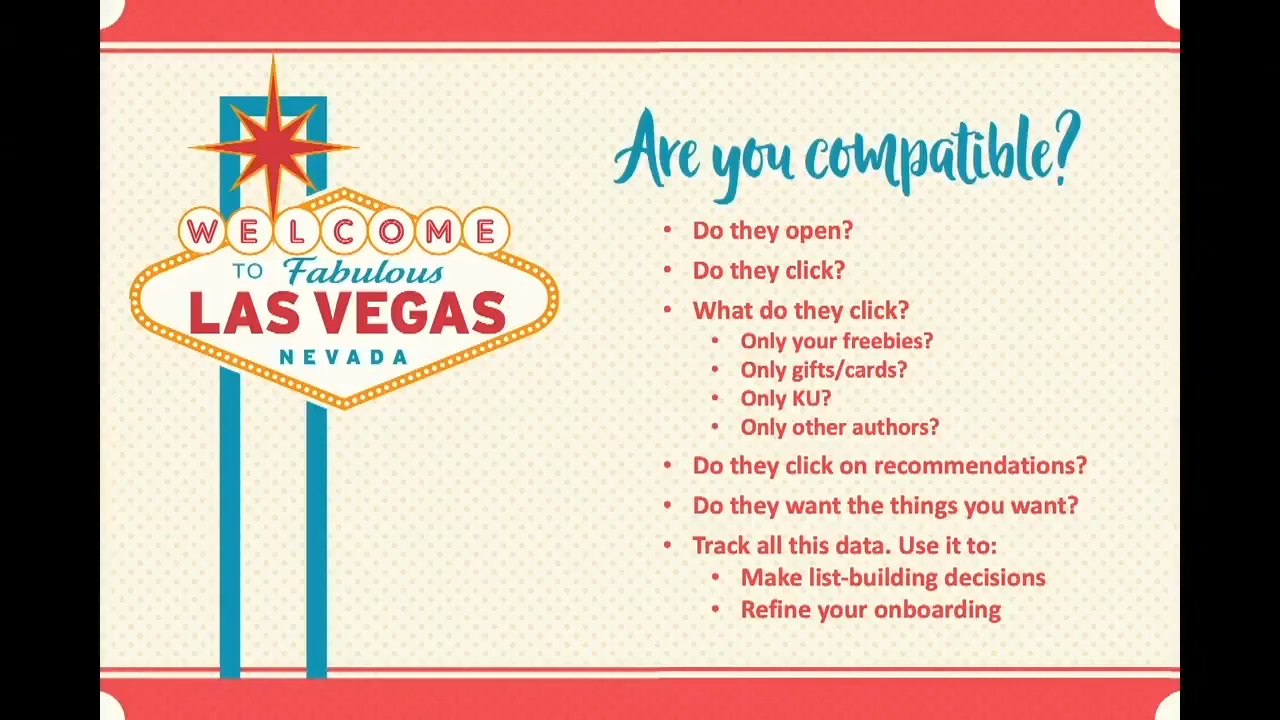 WELCOME
TO Fabulous
LAS VEGAS
NEVADA
Are you compatible?
• Do they open?
• Do they click?
• What do they click?
• Only your freebies?
• Only gifts/cards?
• Only KU?
• Only other authors?
• Do they click on recommendations?
• Do they want the things you want?
• Track all this data. Use it to:
• Make list-building decisions
• Refine your onboarding